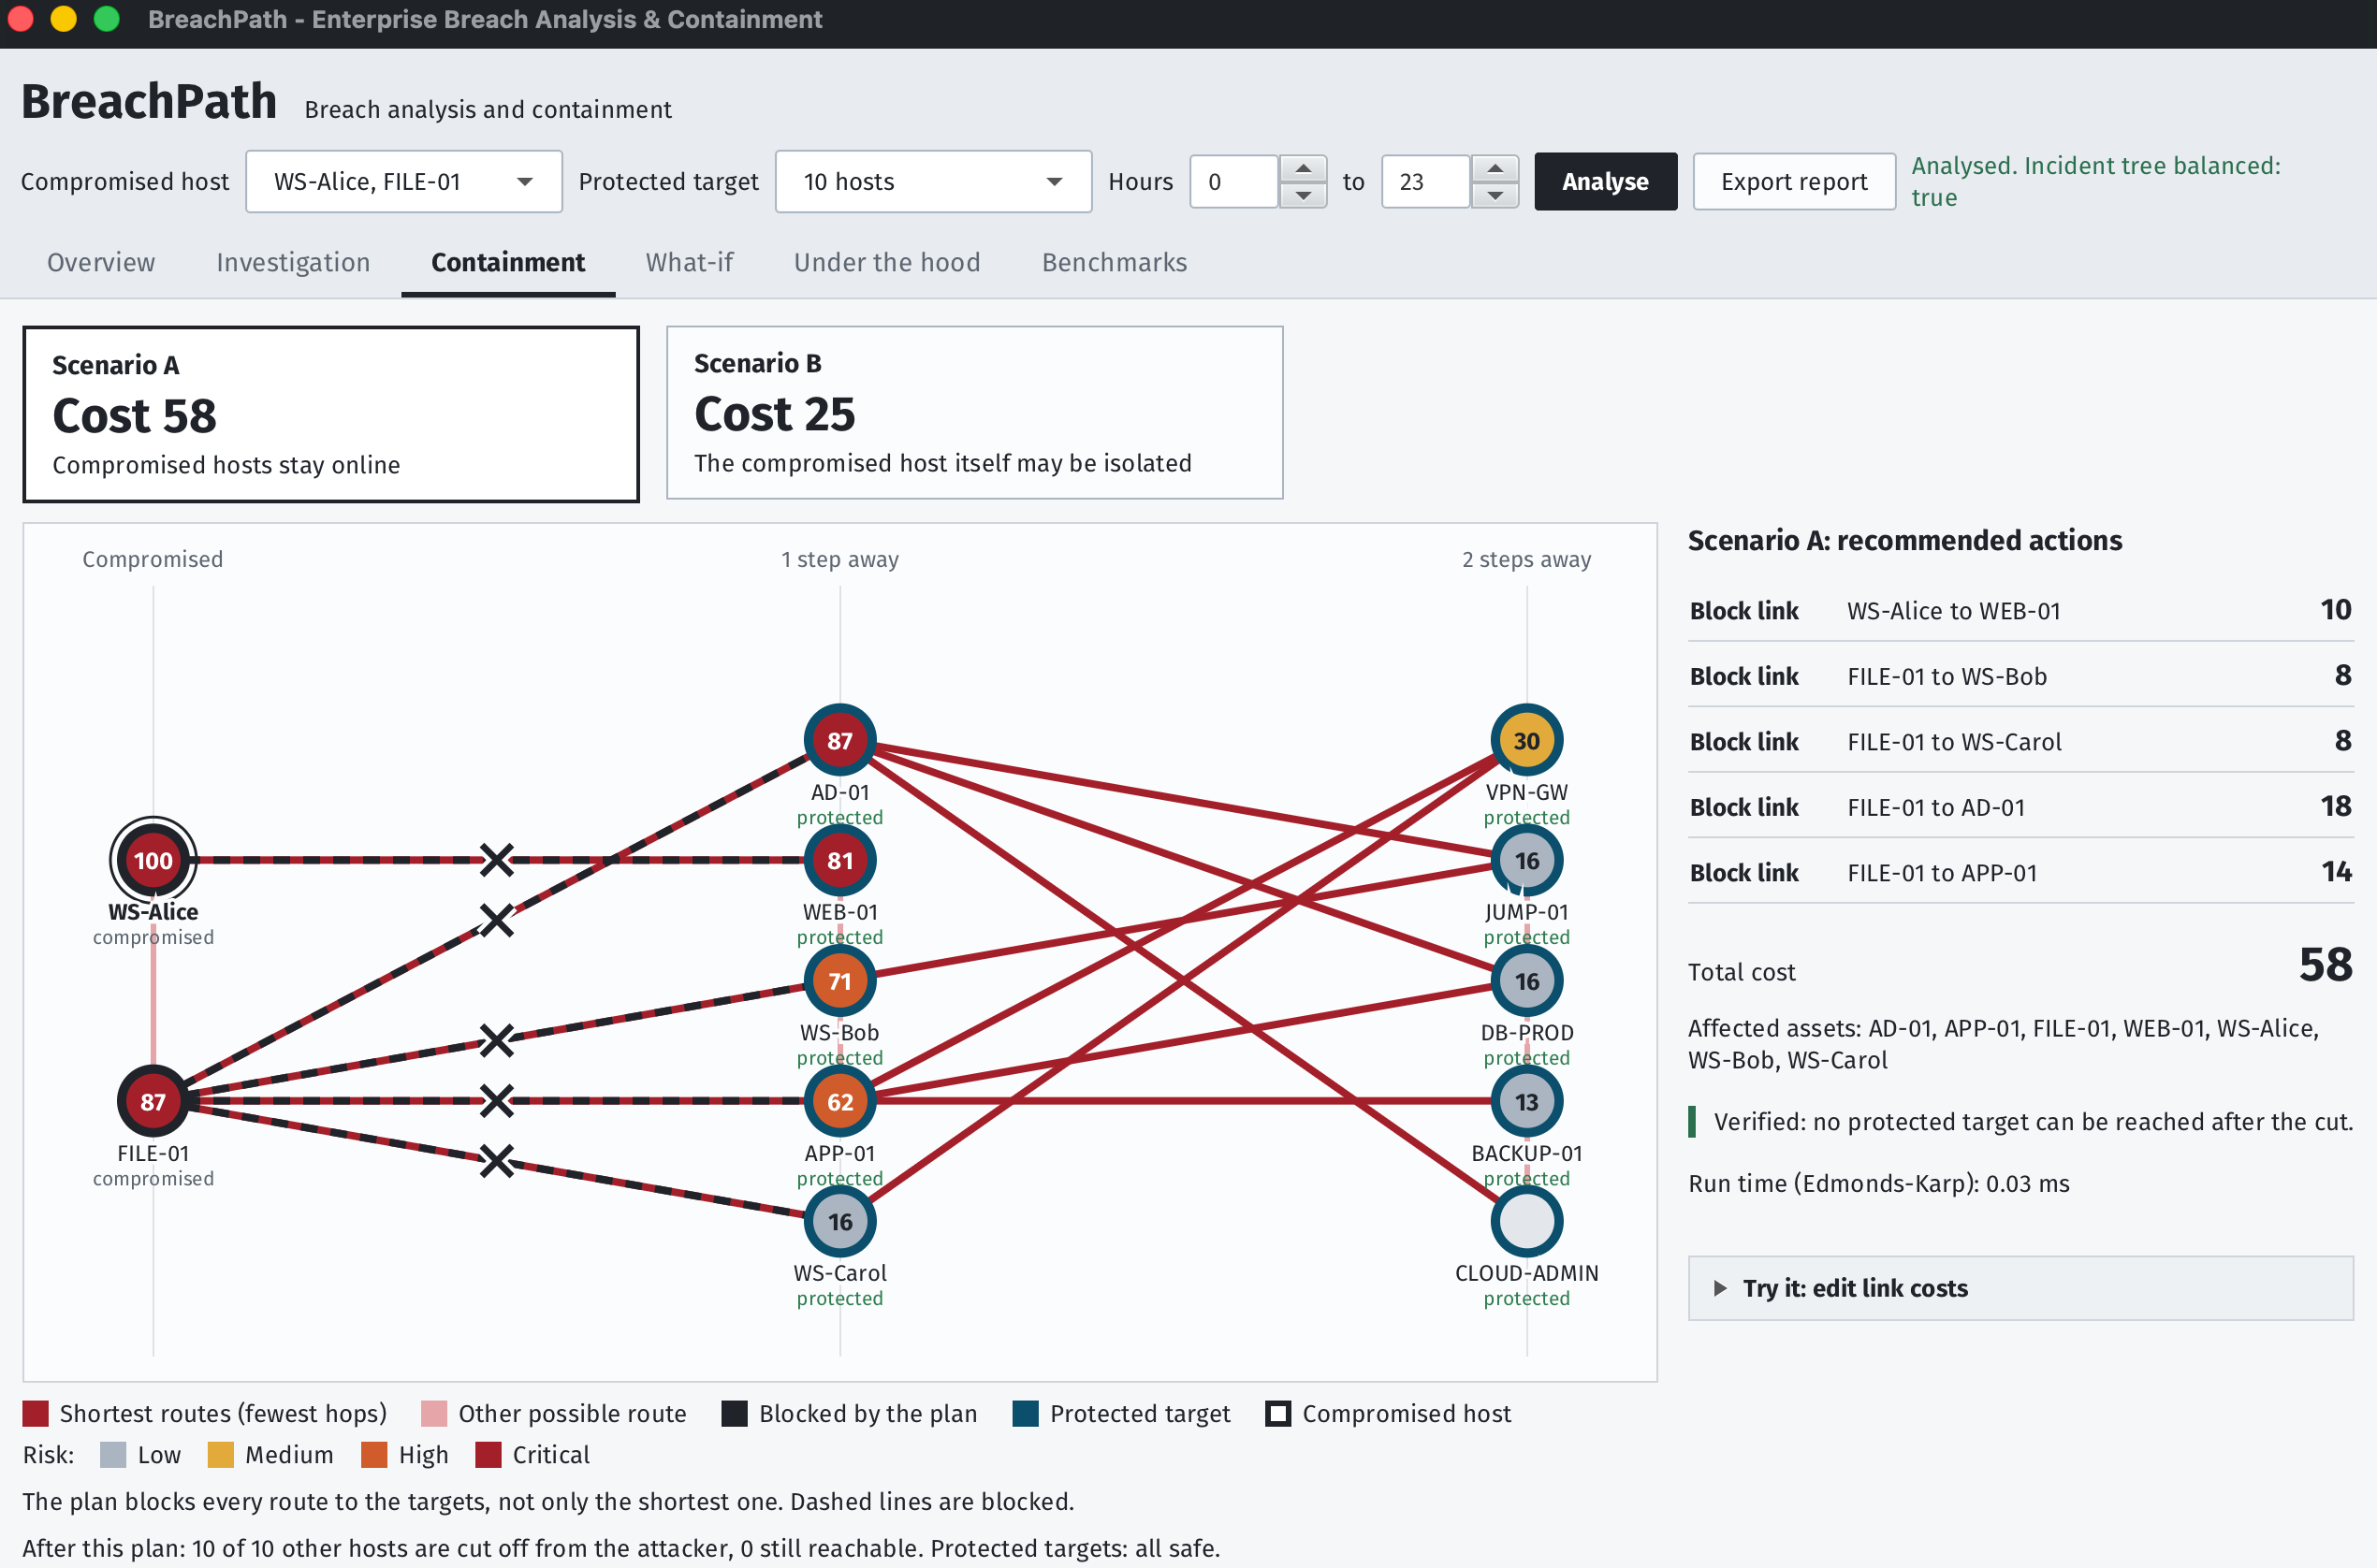 BreachPath - Enterprise Breach Analysis & Containment
BreachPath Breach analysis and containment
Compromised host WS-Alice, FILE-01 Protected target 10 hosts Hours 0 to 23 Analyse Export report Analysed. Incident tree balanced:
true
Overview Investigation Containment What-if Under the hood Benchmarks
Scenario A
Cost 58
Compromised hosts stay online
Scenario B
Cost 25
The compromised host itself may be isolated
Compromised 1 step away 2 steps away
100
WS-Alice
compromised
87
FILE-01
compromised
87
AD-01
protected
81
WEB-01
protected
71
WS-Bob
protected
62
APP-01
protected
16
WS-Carol
protected
30
VPN-GW
protected
16
JUMP-01
protected
16
DB-PROD
protected
13
BACKUP-01
protected
CLOUD-ADMIN
protected
Scenario A: recommended actions
Block link WS-Alice to WEB-01 10
Block link FILE-01 to WS-Bob 8
Block link FILE-01 to WS-Carol 8
Block link FILE-01 to AD-01 18
Block link FILE-01 to APP-01 14
Total cost 58
Affected assets: AD-01, APP-01, FILE-01, WEB-01, WS-Alice,
WS-Bob, WS-Carol
Verified: no protected target can be reached after the cut.
Run time (Edmonds-Karp): 0.03 ms
Try it: edit link costs
Shortest routes (fewest hops) Other possible route Blocked by the plan Protected target Compromised host
Risk: Low Medium High Critical
The plan blocks every route to the targets, not only the shortest one. Dashed lines are blocked.
After this plan: 10 of 10 other hosts are cut off from the attacker, 0 still reachable. Protected targets: all safe.